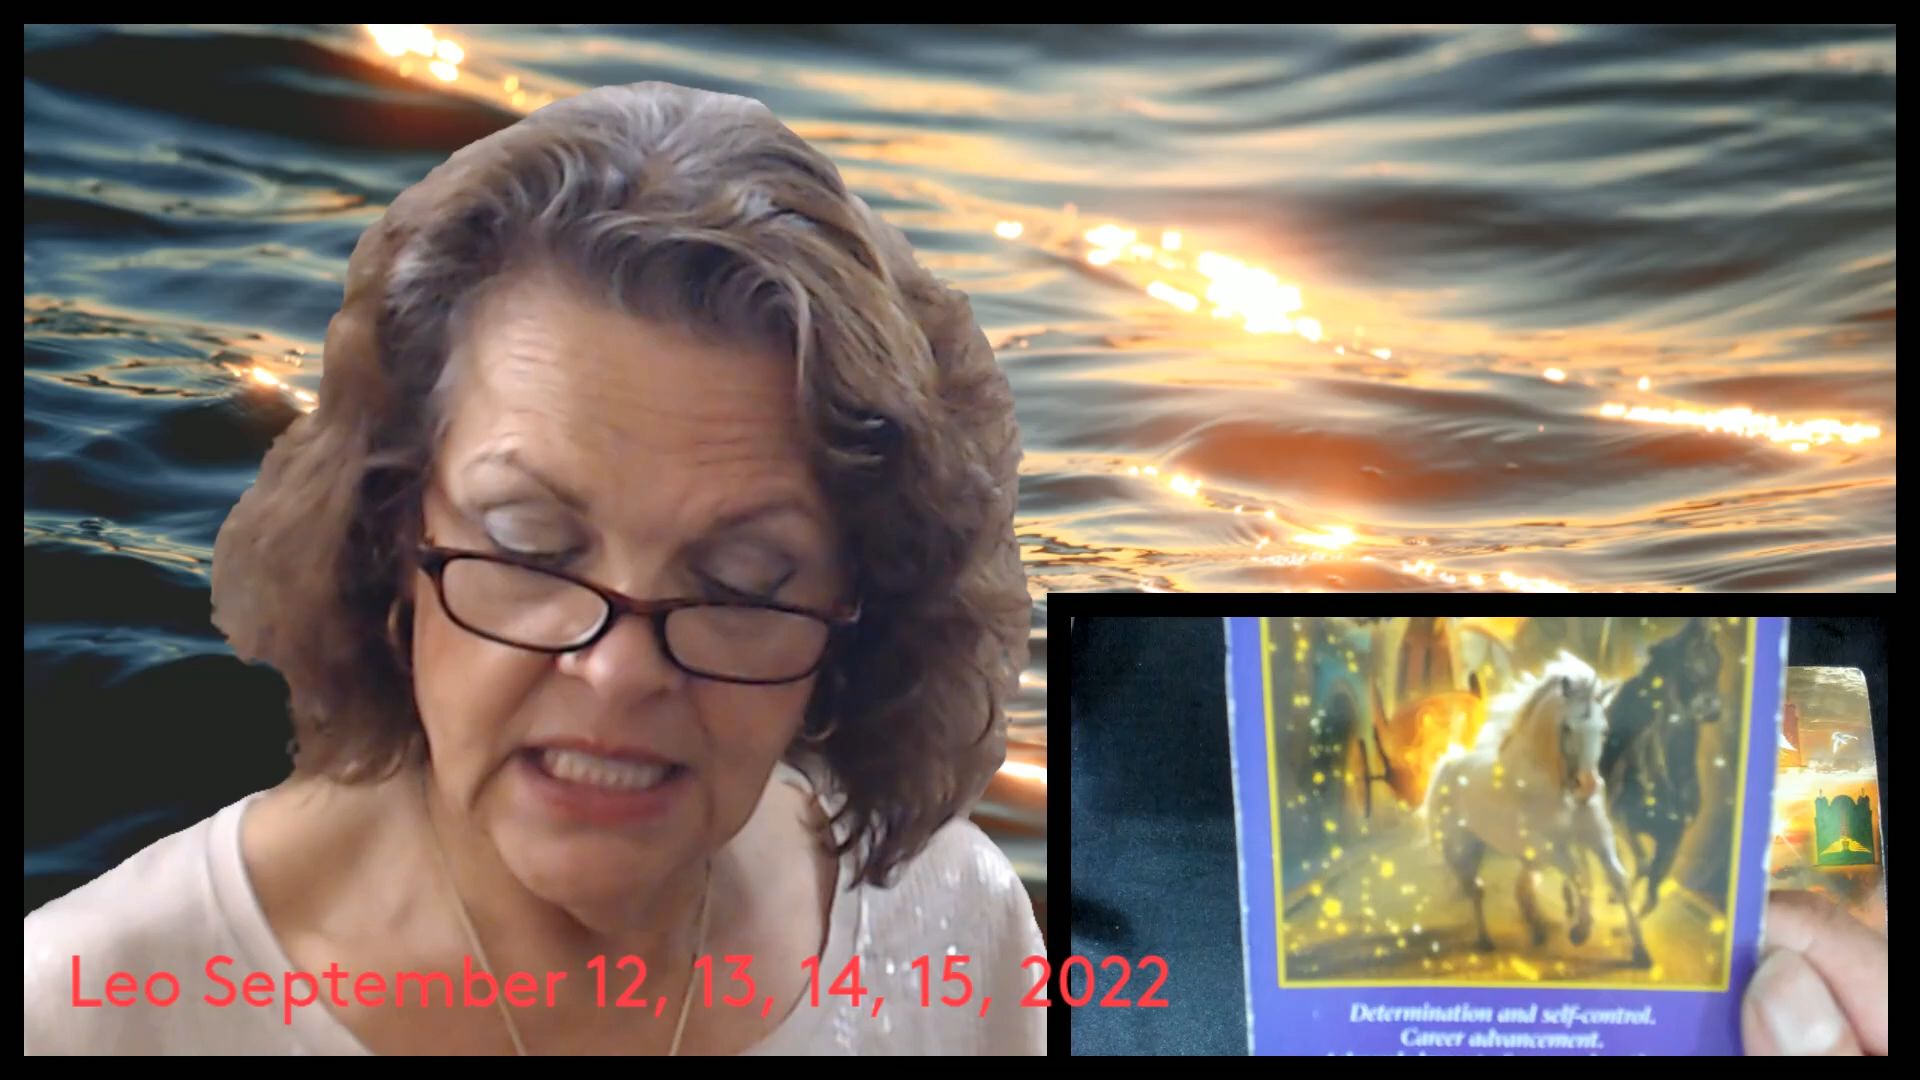 Leo September 12, 13, 14, 15, 2022
Determination and self-control.
Career advancement.